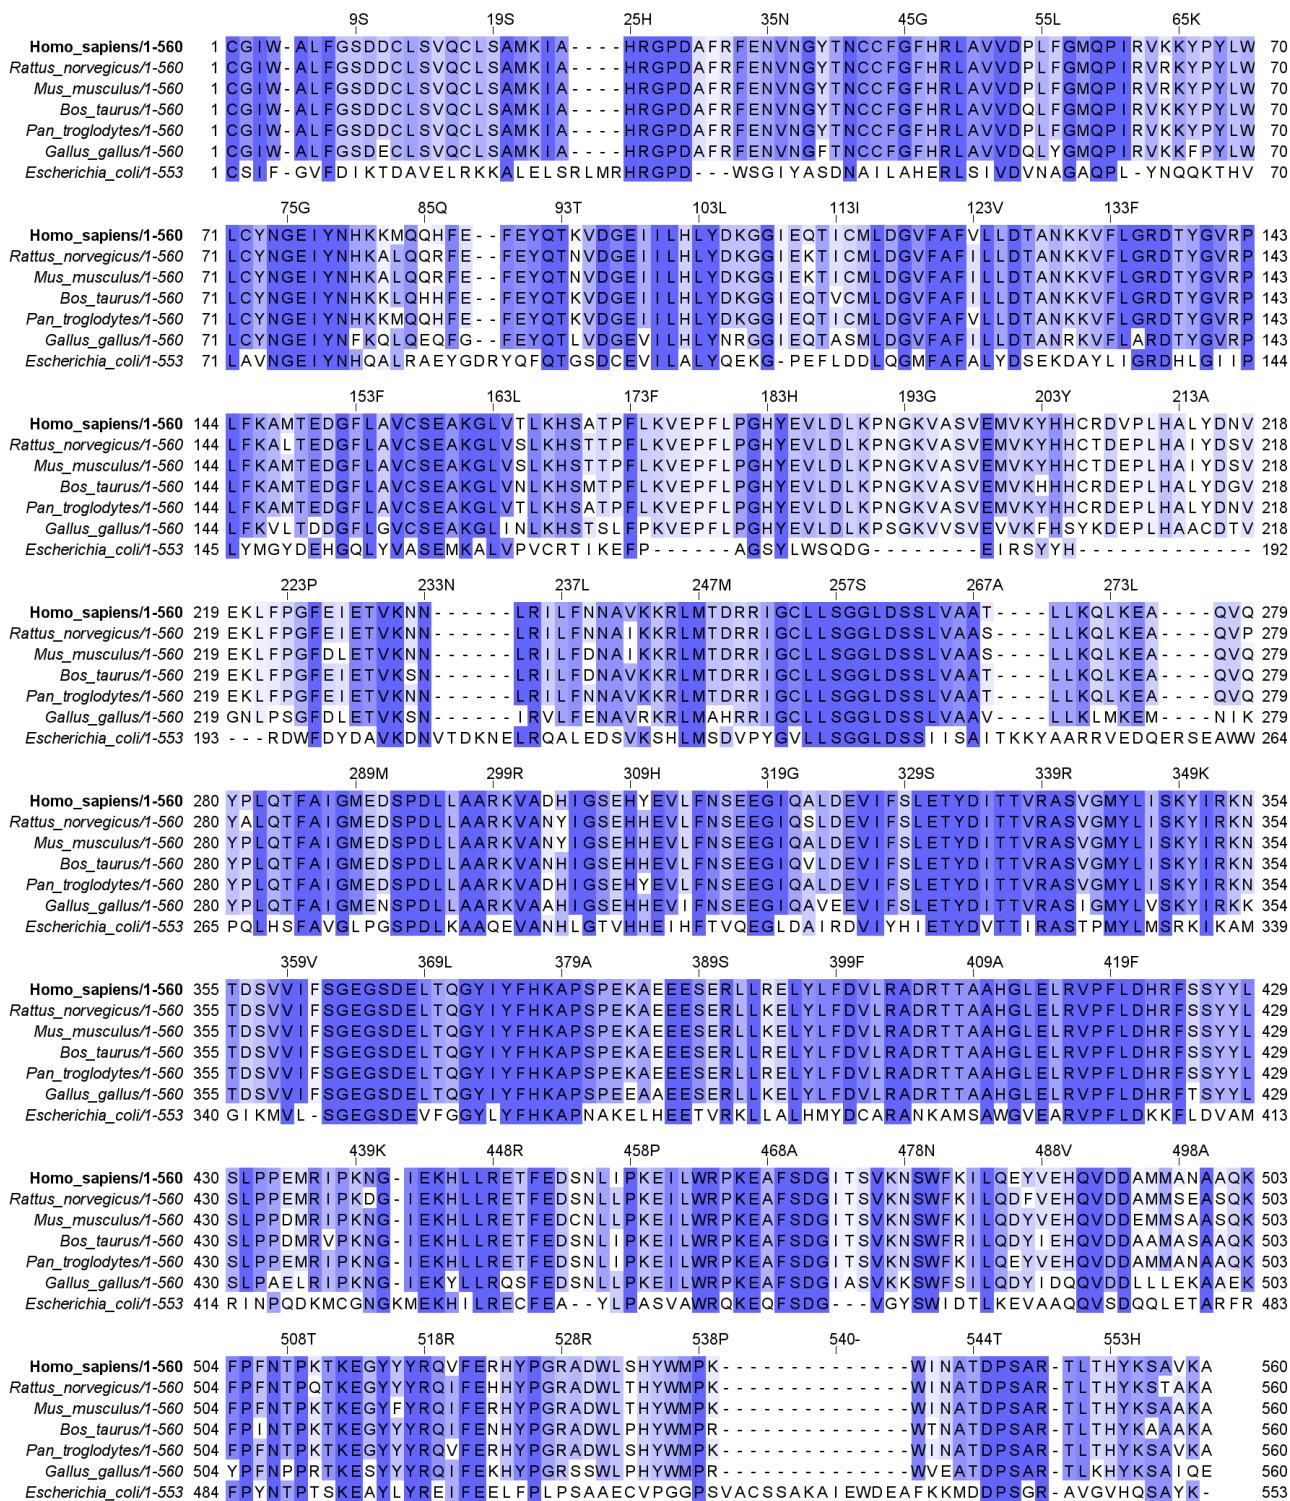 9S 19S 25H 35N 45G 55L 65K
Homo_sapiens/1-560 1 CGIW-ALFGSDDCLSVQCLSAMKIA----HRGPDAFRFENVNGYTNCCFGFHRLAVVDPLFGMQPIRVKKYPYLW 70
Rattus_norvegicus/1-560 1 CGIW-ALFGSDDCLSVQCLSAMKIA----HRGPDAFRFENVNGYTNCCFGFHRLAVVDPLFGMQPIRVRKYPYLW 70
Mus_musculus/1-560 1 CGIW-ALFGSDDCLSVQCLSAMKIA----HRGPDAFRFENVNGYTNCCFGFHRLAVVDPLFGMQPIRVRKYPYLW 70
Bos_taurus/1-560 1 CGIW-ALFGSDDCLSVQCLSAMKIA----HRGPDAFRFENVNGYTNCCFGFHRLAVVDQLFGMQPIRVKKYPYLW 70
Pan_troglodytes/1-560 1 CGIW-ALFGSDDCLSVQCLSAMKIA----HRGPDAFRFENVNGYTNCCFGFHRLAVVDPLFGMQPIRVKKYPYLW 70
Gallus_gallus/1-560 1 CGIW-ALFGSDECLSVQCLSAMKIA----HRGPDAFRFENVNGFTNCCFGFHRLAVVDQLYGMQPIRVKKFPYLW 70
Escherichia_coli/1-553 1 CSIF-GVFDIKTDAVELRKKALELSRLMRHRGPD---WSGIYASDNAILAHERLSIVDVNAGAQPL-YNQQKTHV 70
75G 85Q 93T 103L 113I 123V 133F
Homo_sapiens/1-560 71 LCYNGEIYNHKKMQQHFE--FEYQTKVDGEIILHLYDKGGIEQTICMLDGVFAFVLLDTANKKVFLGRDTYGVRP 143
Rattus_norvegicus/1-560 71 LCYNGEIYNHKALQQRFE--FEYQTNVDGEIILHLYDKGGIEKTICMLDGVFAFILLDTANKKVFLGRDTYGVRP 143
Mus_musculus/1-560 71 LCYNGEIYNHKALQQRFE--FEYQTNVDGEIILHLYDKGGIEKTICMLDGVFAFILLDTANKKVFLGRDTYGVRP 143
Bos_taurus/1-560 71 LCYNGEIYNHKKLQHHFE--FEYQTKVDGEIILHLYDKGGIEQTVCMLDGVFAFILLDTANKKVFLGRDTYGVRP 143
Pan_troglodytes/1-560 71 LCYNGEIYNHKKMQQHFE--FEYQTKVDGEIILHLYDKGGIEQTICMLDGVFAFVLLDTANKKVFLGRDTYGVRP 143
Gallus_gallus/1-560 71 LCYNGEIYNFKQLQEQFG--FEYQTLVDGEVILHLYNRGGIEQTASMLDGVFAFILLDTANRKVFLARDTYGVRP 143
Escherichia_coli/1-553 71 LAVNGEIYNHQALRAEYGDRYQFQTGSDCEVILALYQEKG-PEFLDDLQGMFAFALYDSEKDAYLIGRDHLGIIP 144
153F 163L 173F 183H 193G 203Y 213A
Homo_sapiens/1-560 144 LFKAMTEDGFLAVCSEAKGLVTLKHSATPFLKVEPFLPGHYEVLDLKPNGKVASVEMVKYHHCRDVPLHALYDNV 218
Rattus_norvegicus/1-560 144 LFKALTEDGFLAVCSEAKGLVSLKHSTTPFLKVEPFLPGHYEVLDLKPNGKVASVEMVKYHHCTDEPLHAIYDSV 218
Mus_musculus/1-560 144 LFKAMTEDGFLAVCSEAKGLVSLKHSTTPFLKVEPFLPGHYEVLDLKPNGKVASVEMVKYHHCTDEPLHAIYDSV 218
Bos_taurus/1-560 144 LFKAMTEDGFLAVCSEAKGLVNLKHSMTPFLKVEPFLPGHYEVLDLKPNGKVASVEMVKHHHCRDEPLHALYDGV 218
Pan_troglodytes/1-560 144 LFKAMTEDGFLAVCSEAKGLVTLKHSATPFLKVEPFLPGHYEVLDLKPNGKVASVEMVKYHHCRDEPLHALYDNV 218
Gallus_gallus/1-560 144 LFKVLTDDGFLGVCSEAKGLINLKHSTSLFPKVEPFLPGHYEVLDLKPSGKVVSVEVVKFHSYKDEPLHAACDTV 218
Escherichia_coli/1-553 145 LYMGYDEHGQLYVASEMKALVPVCRTIKEFP------AGSYLWSQDG--------EIRSYYH------------- 192
223P 233N 237L 247M 257S 267A 273L
Homo_sapiens/1-560 219 EKLFPGFEIETVKNN------LRILFNNAVKKRLMTDRRIGCLLSGGLDSSLVAAT----LLKQLKEA----QVQ 279
Rattus_norvegicus/1-560 219 EKLFPGFEIETVKNN------LRILFNNAIKKRLMTDRRIGCLLSGGLDSSLVAAS----LLKQLKEA----QVP 279
Mus_musculus/1-560 219 EKLFPGFDLETVKNN------LRILFDNAIKKRLMTDRRIGCLLSGGLDSSLVAAS----LLKQLKEA----QVQ 279
Bos_taurus/1-560 219 EKLFPGFEIETVKSN------LRILFDNAVKKRLMTDRRIGCLLSGGLDSSLVAAT----LLKQLKEA----QVQ 279
Pan_troglodytes/1-560 219 EKLFPGFEIETVKNN------LRILFNNAVKKRLMTDRRIGCLLSGGLDSSLVAAT----LLKQLKEA----QVQ 279
Gallus_gallus/1-560 219 GNLPSGFDLETVKSN------IRVLFENAVRKRLMAHRRIGCLLSGGLDSSLVAAV----LLKLMKEM----NIK 279
Escherichia_coli/1-553 193 ---RDWFDYDAVKDNVTDKNELRQALEDSVKSHLMSDVPYGVLLSGGLDSSIISAITKKYAARRVEDQERSEAWW 264
289M 299R 309H 319G 329S 339R 349K
Homo_sapiens/1-560 280 YPLQTFAIGMEDSPDLLAARKVADHIGSEHYEVLFNSEEGIQALDEVIFSLETYDITTVRASVGMYLISKYIRKN 354
Rattus_norvegicus/1-560 280 YALQTFAIGMEDSPDLLAARKVANYIGSEHHEVLFNSEEGIQSLDEVIFSLETYDITTVRASVGMYLISKYIRKN 354
Mus_musculus/1-560 280 YPLQTFAIGMEDSPDLLAARKVANYIGSEHHEVLFNSEEGIQALDEVIFSLETYDITTVRASVGMYLISKYIRKN 354
Bos_taurus/1-560 280 YPLQTFAIGMEDSPDLLAARKVANHIGSEHHEVLFNSEEGIQVLDEVIFSLETYDITTVRASVGMYLISKYIRKN 354
Pan_troglodytes/1-560 280 YPLQTFAIGMEDSPDLLAARKVADHIGSEHYEVLFNSEEGIQALDEVIFSLETYDITTVRASVGMYLISKYIRKN 354
Gallus_gallus/1-560 280 YPLQTFAIGMENSPDLLAARKVAAHIGSEHHEVIFNSEEGIQAVEEVIFSLETYDITTVRASIGMYLVSKYIRKK 354
Escherichia_coli/1-553 265 PQLHSFAVGLPGSPDLKAAQEVANHLGTVHHEIHFTVQEGLDAIRDVIYHIETYDVTTIRASTPMYLMSRKIKAM 339
359V 369L 379A 389S 399F 409A 419F
Homo_sapiens/1-560 355 TDSVVIFSGEGSDELTQGYIYFHKAPSPEKAEEESERLLRELYLFDVLRADRTTAAHGLELRVPFLDHRFSSYYL 429
Rattus_norvegicus/1-560 355 TDSVVIFSGEGSDELTQGYIYFHKAPSPEKAEEESERLLKELYLFDVLRADRTTAAHGLELRVPFLDHRFSSYYL 429
Mus_musculus/1-560 355 TDSVVIFSGEGSDELTQGYIYFHKAPSPEKAEEESERLLKELYLFDVLRADRTTAAHGLELRVPFLDHRFSSYYL 429
Bos_taurus/1-560 355 TDSVVIFSGEGSDELTQGYIYFHKAPSPEKAEEESERLLRELYLFDVLRADRTTAAHGLELRVPFLDHRFSSYYL 429
Pan_troglodytes/1-560 355 TDSVVIFSGEGSDELTQGYIYFHKAPSPEKAEEESERLLRELYLFDVLRADRTTAAHGLELRVPFLDHRFSSYYL 429
Gallus_gallus/1-560 355 TDSVVIFSGEGSDELTQGYIYFHKAPSPEEAAEESERLLKELYLFDVLRADRTTAAHGLELRVPFLDHRFTSYYL 429
Escherichia_coli/1-553 340 GIKMVL-SGEGSDEVFGGYLYFHKAPNAKELHEETVRKLLALHMYDCARANKAMSAWGVEARVPFLDKKFLDVAM 413
439K 448R 458P 468A 478N 488V 498A
Homo_sapiens/1-560 430 SLPPEMRIPKNG-IEKHLLRETFEDSNLIPKEILWRPKEAFSDGITSVKNSWFKILQEYVEHQVDDAMMANAAQK 503
Rattus_norvegicus/1-560 430 SLPPEMRIPKDG-IEKHLLRETFEDSNLLPKEILWRPKEAFSDGITSVKNSWFKILQDFVEHQVDDAMMSEASQK 503
Mus_musculus/1-560 430 SLPPDMRIPKNG-IEKHLLRETFEDCNLLPKEILWRPKEAFSDGITSVKNSWFKILQDYVEHQVDDEMMSAASQK 503
Bos_taurus/1-560 430 SLPPDMRVPKNG-IEKHLLRETFEDSNLIPKEILWRPKEAFSDGITSVKNSWFRILQDYIEHQVDDAAMASAAQK 503
Pan_troglodytes/1-560 430 SLPPEMRIPKNG-IEKHLLRETFEDSNLIPKEILWRPKEAFSDGITSVKNSWFKILQEYVEHQVDDAMMANAAQK 503
Gallus_gallus/1-560 430 SLPAELRIPKNG-IEKYLLRQSFEDSNLLPKEILWRPKEAFSDGIASVKKSWFSILQDYIDQQVDDLLLEKAAEK 503
Escherichia_coli/1-553 414 RINPQDKMCGNGKMEKHILRECFEA--YLPASVAWRQKEQFSDG---VGYSWIDTLKEVAAQQVSDQQLETARFR 483
508T 518R 528R 538P 540- 544T 553H
Homo_sapiens/1-560 504 FPFNTPKTKEGYYYRQVFERHYPGRADWLSHYWMPK--------------WINATDPSAR-TLTHYKSAVKA 560
Rattus_norvegicus/1-560 504 FPFNTPQTKEGYYYRQIFEHHYPGRADWLTHYWMPK--------------WINATDPSAR-TLTHYKSTAKA 560
Mus_musculus/1-560 504 FPFNTPKTKEGYFYRQIFERHYPGRADWLTHYWMPK--------------WINATDPSAR-TLTHYKSAAKA 560
Bos_taurus/1-560 504 FPINTPKTKEGYYYRQIFENHYPGRADWLPHYWMPR--------------WTNATDPSAR-TLTHYKAAAKA 560
Pan_troglodytes/1-560 504 FPFNTPKTKEGYYYRQVFERHYPGRADWLSHYWMPK--------------WINATDPSAR-TLTHYKSAVKA 560
Gallus_gallus/1-560 504 YPFNPPRTKESYYYRQIFEKHYPGRSSWLPHYWMPR--------------WVEATDPSAR-TLKHYKSAIQE 560
Escherichia_coli/1-553 484 FPYNTPTSKEAYLYREIFEELFPLPSAAECVPGGPSVACSSAKAIEWDEAFKKMDDPSGR-AVGVHQSAYK- 553